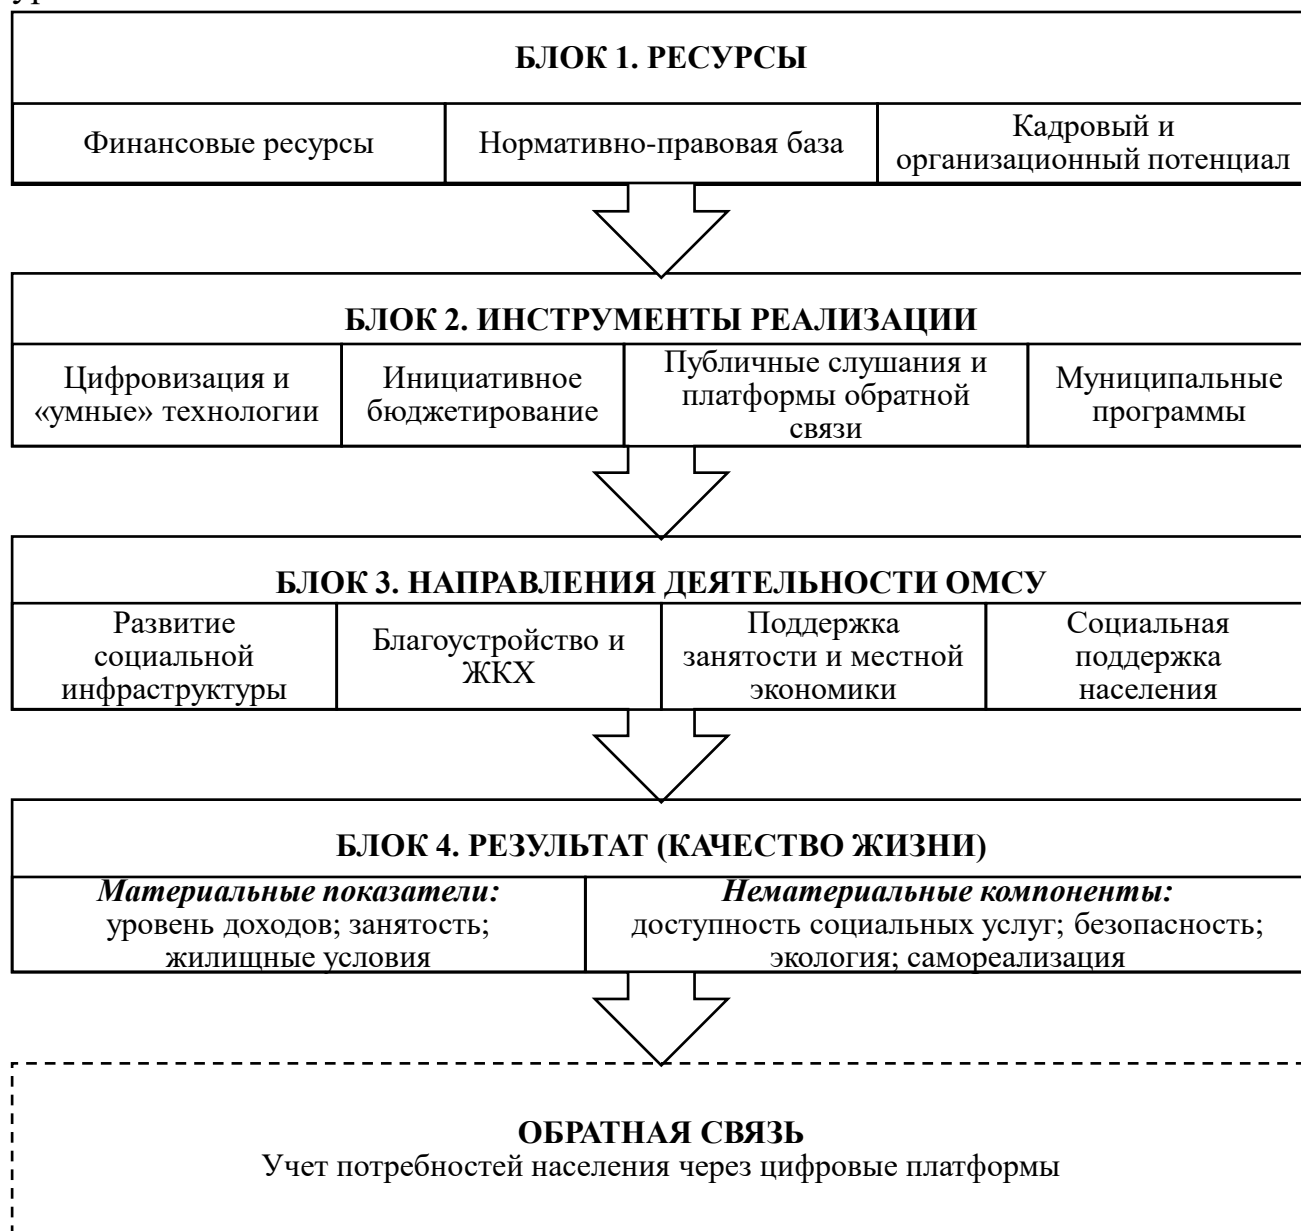 ур
БЛОК 1. РЕСУРСЫ
Финансовые ресурсы
Нормативно-правовая база
Кадровый и
организационный потенциал
БЛОК 2. ИНСТРУМЕНТЫ РЕАЛИЗАЦИИ
Цифровизация и
«умные» технологии
Инициативное
бюджетирование
Публичные слушания и
платформы обратной
связи
Муниципальные
программы
БЛОК 3. НАПРАВЛЕНИЯ ДЕЯТЕЛЬНОСТИ ОМСУ
Развитие
социальной
инфраструктуры
Благоустройство и
ЖКХ
Поддержка
занятости и местной
экономики
Социальная
поддержка
населения
БЛОК 4. РЕЗУЛЬТАТ (КАЧЕСТВО ЖИЗНИ)
Материальные показатели:
уровень доходов; занятость;
жилищные условия
Нематериальные компоненты:
доступность социальных услуг; безопасность;
экология; самореализация
ОБРАТНАЯ СВЯЗЬ
Учет потребностей населения через цифровые платформы